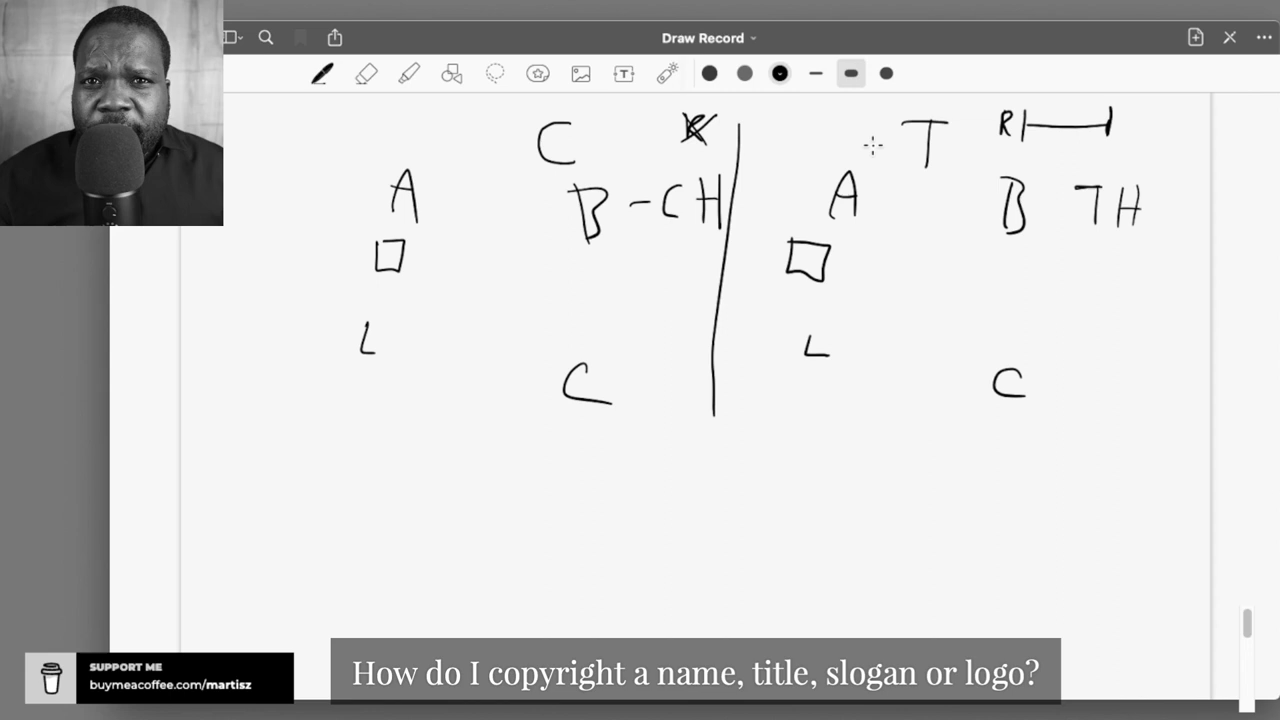 Draw Record
C
T R
A B - CH A B TH
L L
C C
SUPPORT ME
buymeacoffee.com/martisz
How do I copyright a name, title, slogan or logo?